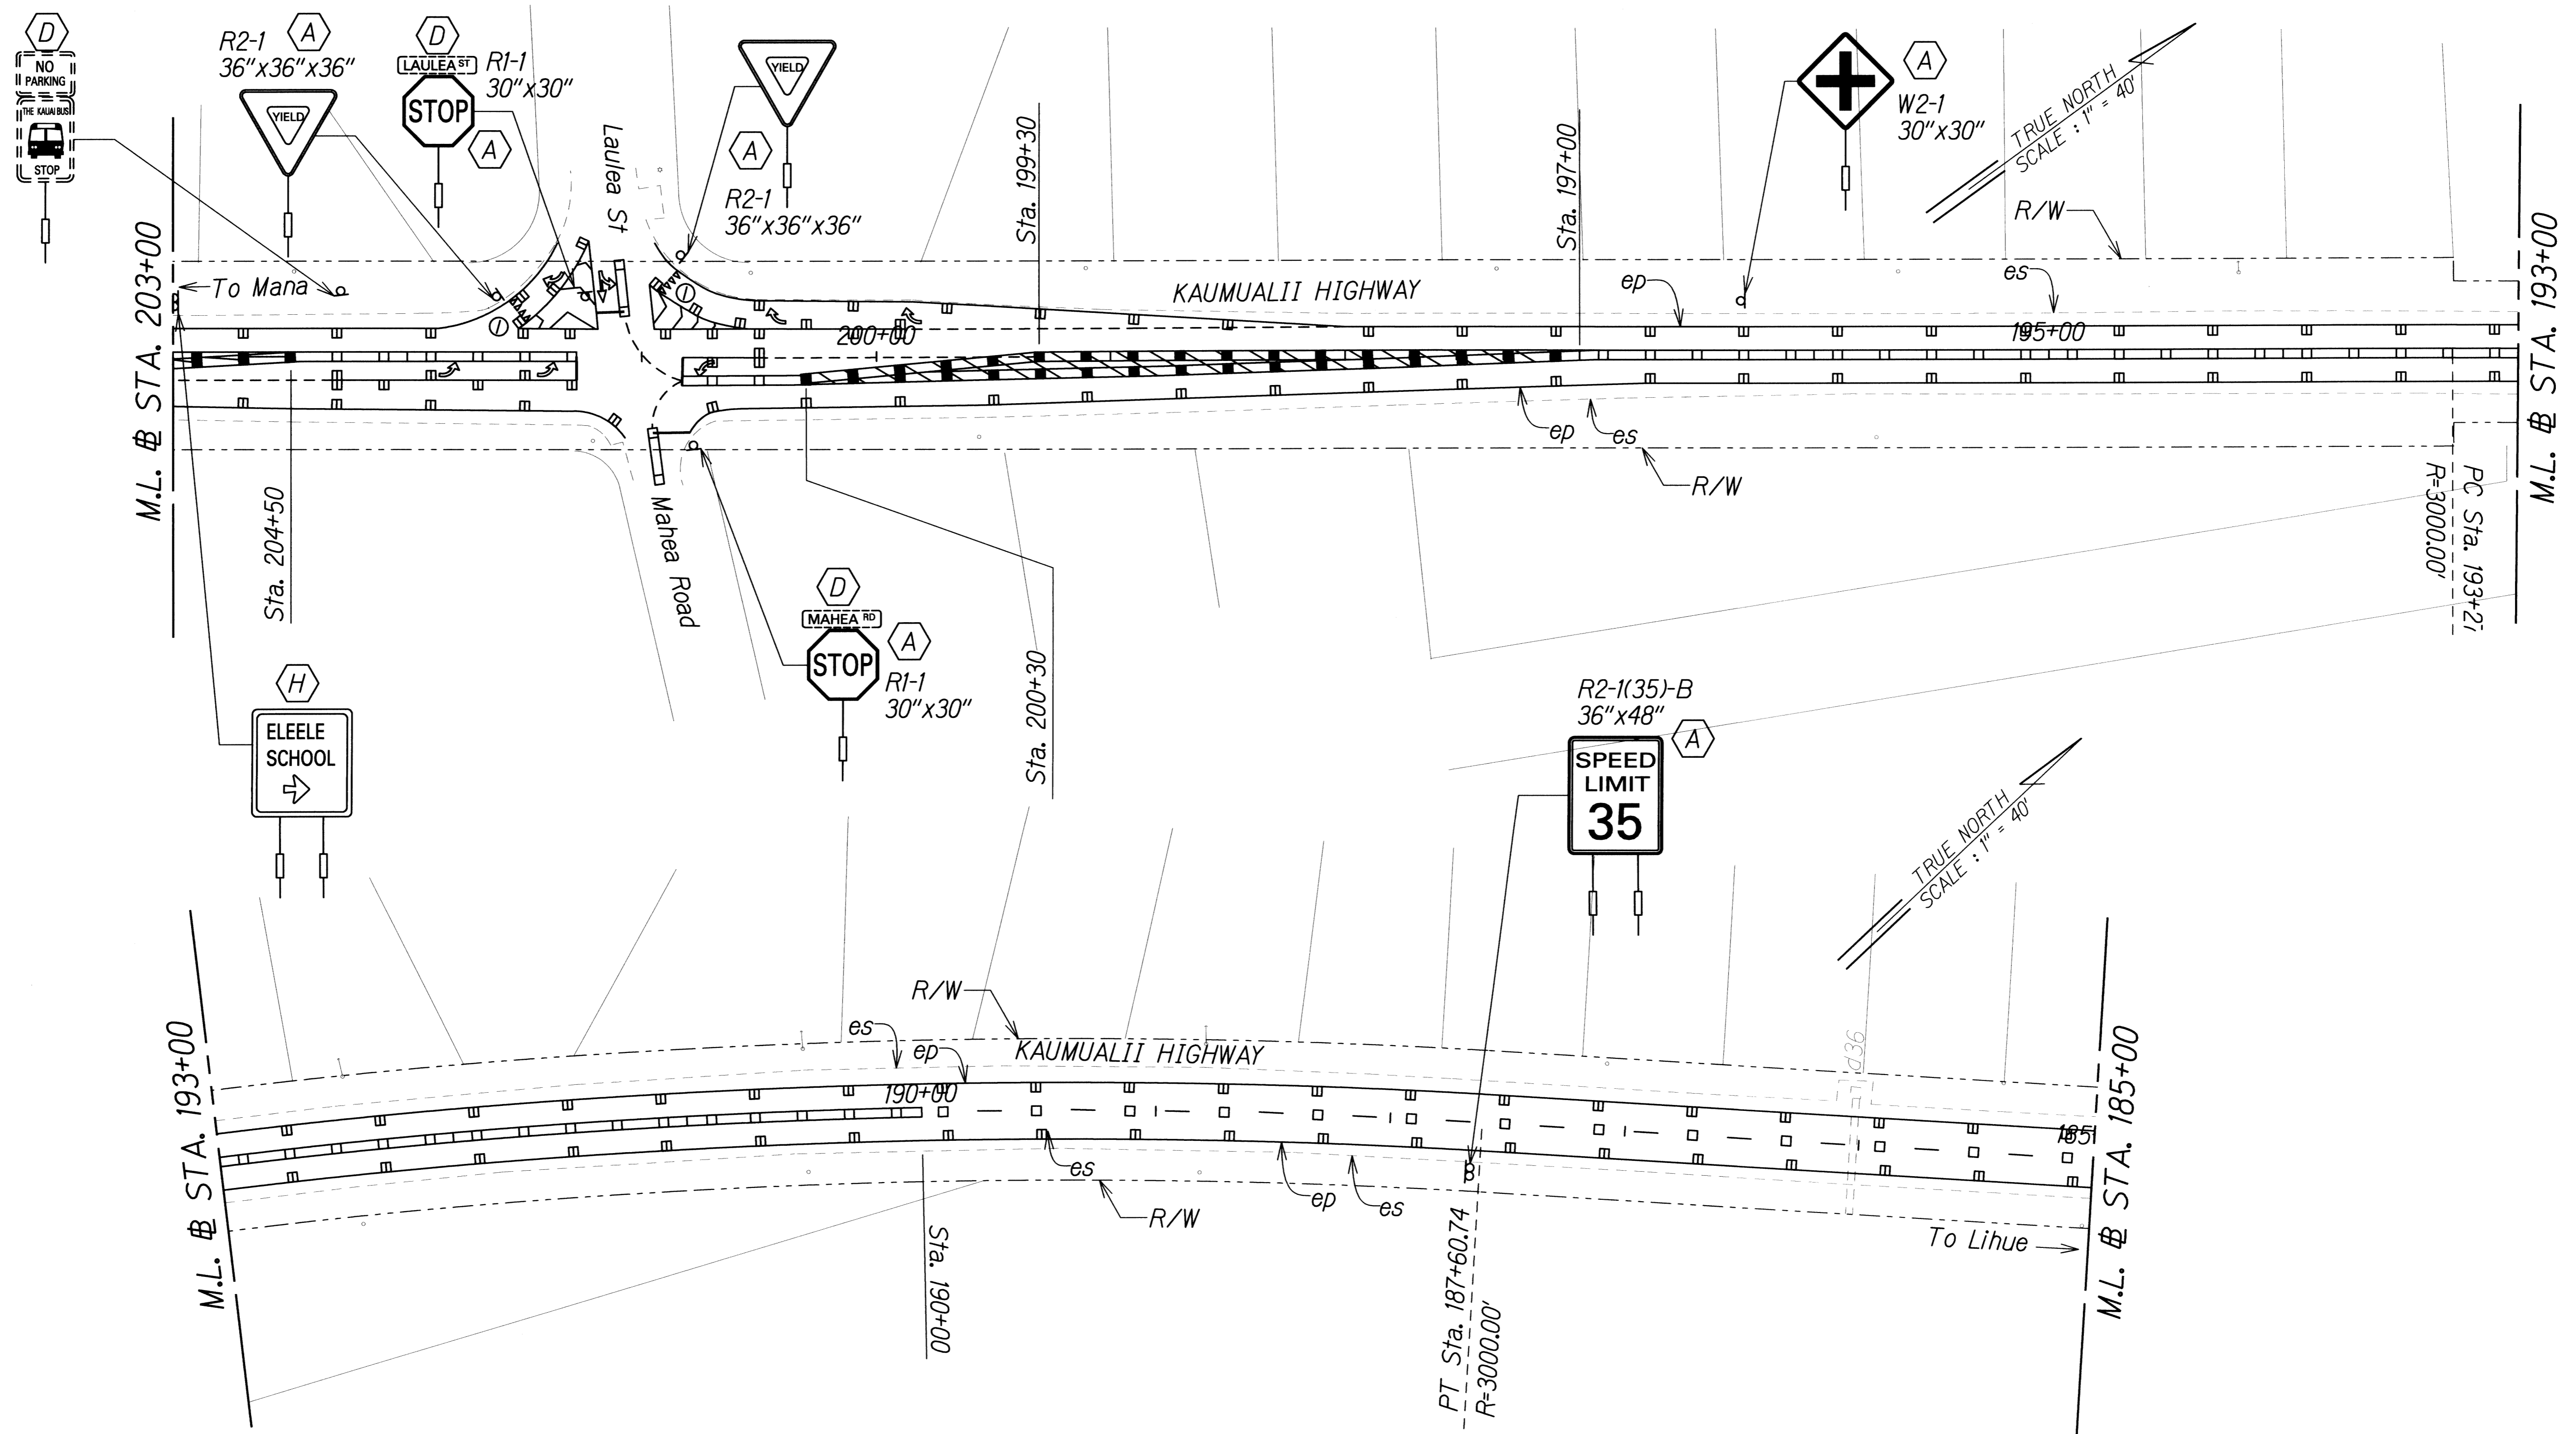 D
NO
PARKING
THE KAUAI BUS
STOP
R2-1
36"x36"x36"
A
YIELD
D
LAULEA ST
STOP
R1-1
30"x30"
A
Laulea St
YIELD
A
R2-1
36"x36"x36"
Sta. 199+30
Sta. 197+00
A
W2-1
30"x30"
TRUE NORTH
SCALE : 1" = 40'
R/W
M.L. B STA. 203+00
To Mana
KAUMUALII HIGHWAY
200+00
ep
es
195+00
M.L. B STA. 193+00
ep
es
R/W
PC Sta. 193+21
R=3000.00'
Sta. 204+50
Mahea Road
Sta. 200+30
D
MAHEA RD
STOP
A
R1-1
30"x30"
H
ELEELE
SCHOOL
R2-1(35)-B
36"x48"
A
SPEED
LIMIT
35
TRUE NORTH
SCALE : 1" = 40'
M.L. B STA. 193+00
R/W
es
ep
KAUMUALII HIGHWAY
190+00
d36
185
M.L. B STA. 185+00
es
R/W
ep
es
To Lihue
Sta. 190+00
PT Sta. 187+60.74
R=3000.00'